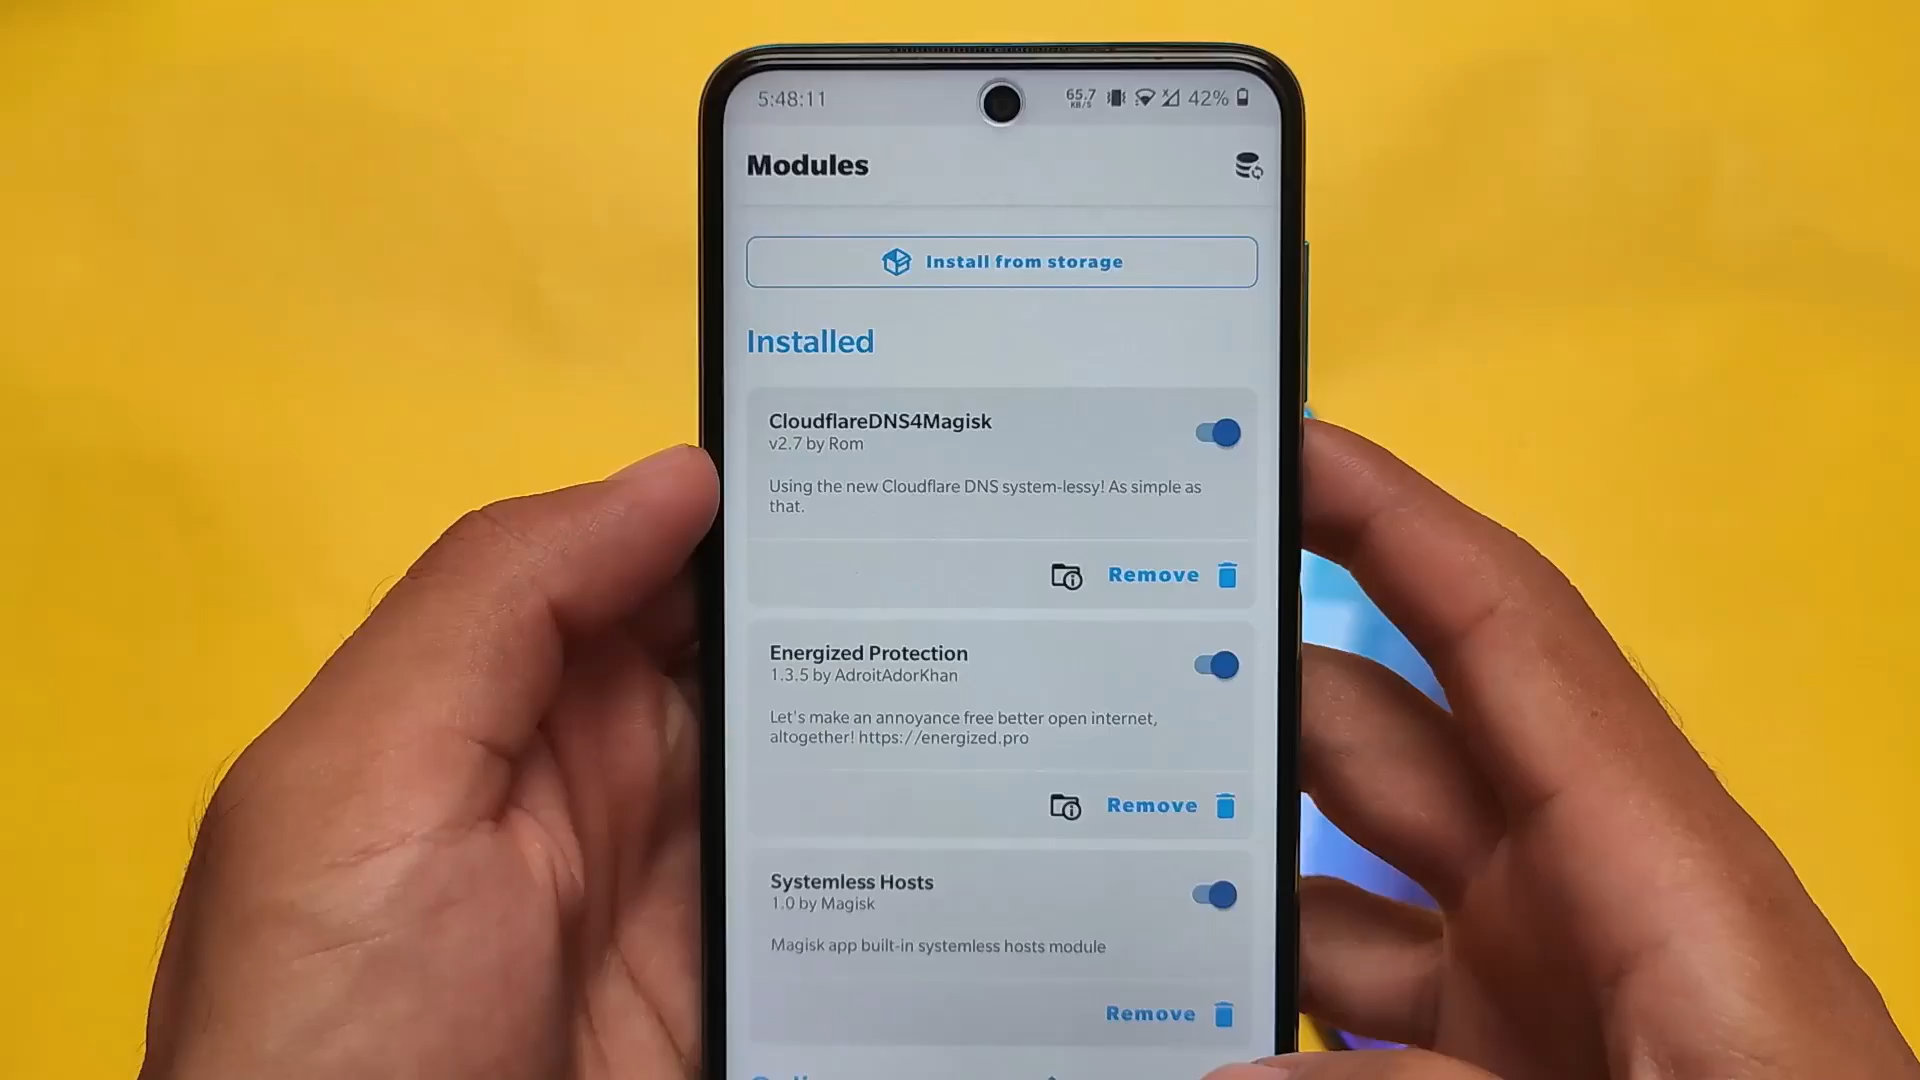 5:48:11
65.7
KB/S
42%
Modules
Install from storage
Installed
CloudflareDNS4Magisk
v2.7 by Rom
Using the new Cloudflare DNS system-lessy! As simple as
that.
Remove
Energized Protection
1.3.5 by AdroitAdorKhan
Let's make an annoyance free better open internet,
altogether! https://energized.pro
Remove
Systemless Hosts
1.0 by Magisk
Magisk app built-in systemless hosts module
Remove